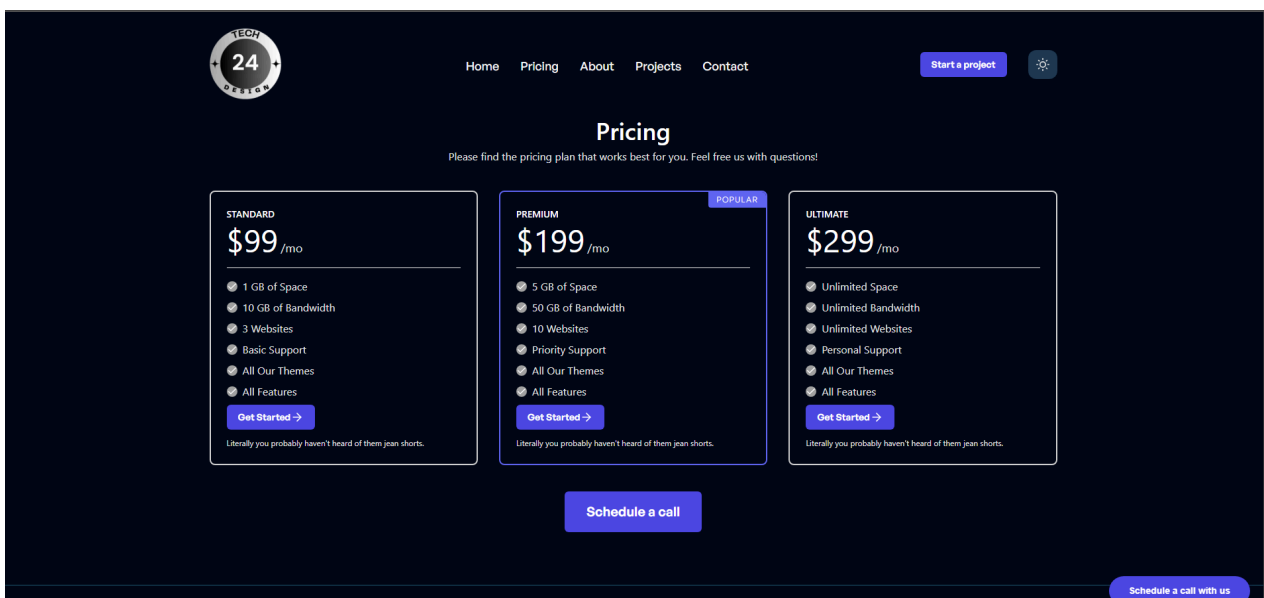 TECH
24
DESIGN
Home Pricing About Projects Contact
Start a project
Pricing
Please find the pricing plan that works best for you. Feel free us with questions!
STANDARD
$99 /mo
1 GB of Space
10 GB of Bandwidth
3 Websites
Basic Support
All Our Themes
All Features
Get Started →
Literally you probably haven't heard of them jean shorts.
POPULAR
PREMIUM
$199 /mo
5 GB of Space
50 GB of Bandwidth
10 Websites
Priority Support
All Our Themes
All Features
Get Started →
Literally you probably haven't heard of them jean shorts.
ULTIMATE
$299 /mo
Unlimited Space
Unlimited Bandwidth
Unlimited Websites
Personal Support
All Our Themes
All Features
Get Started →
Literally you probably haven't heard of them jean shorts.
Schedule a call
Schedule a call with us